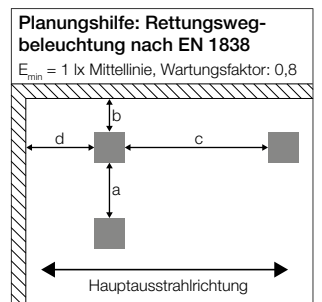 Planungshilfe: Rettungsweg-
beleuchtung nach EN 1838
Emin = 1 lx Mittellinie, Wartungsfaktor: 0,8
b
d
c
a
Hauptausstrahlrichtung